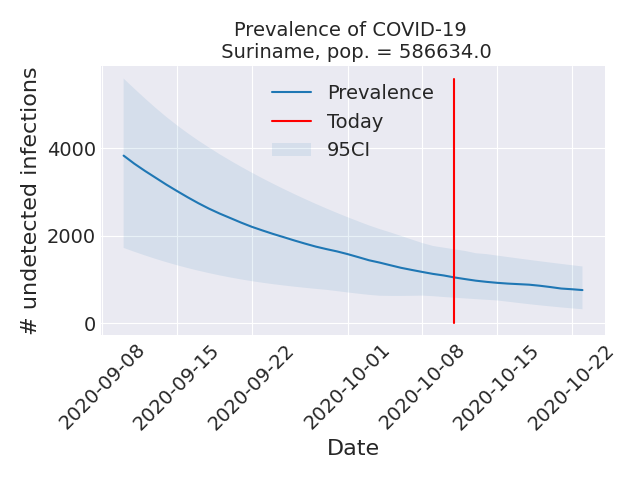 Prevalence of COVID-19
Suriname, pop. = 586634.0
Prevalence
Today
95CI
# undetected infections
4000
2000
0
2020-09-08
2020-09-15
2020-09-22
2020-10-01
2020-10-08
2020-10-15
2020-10-22
Date